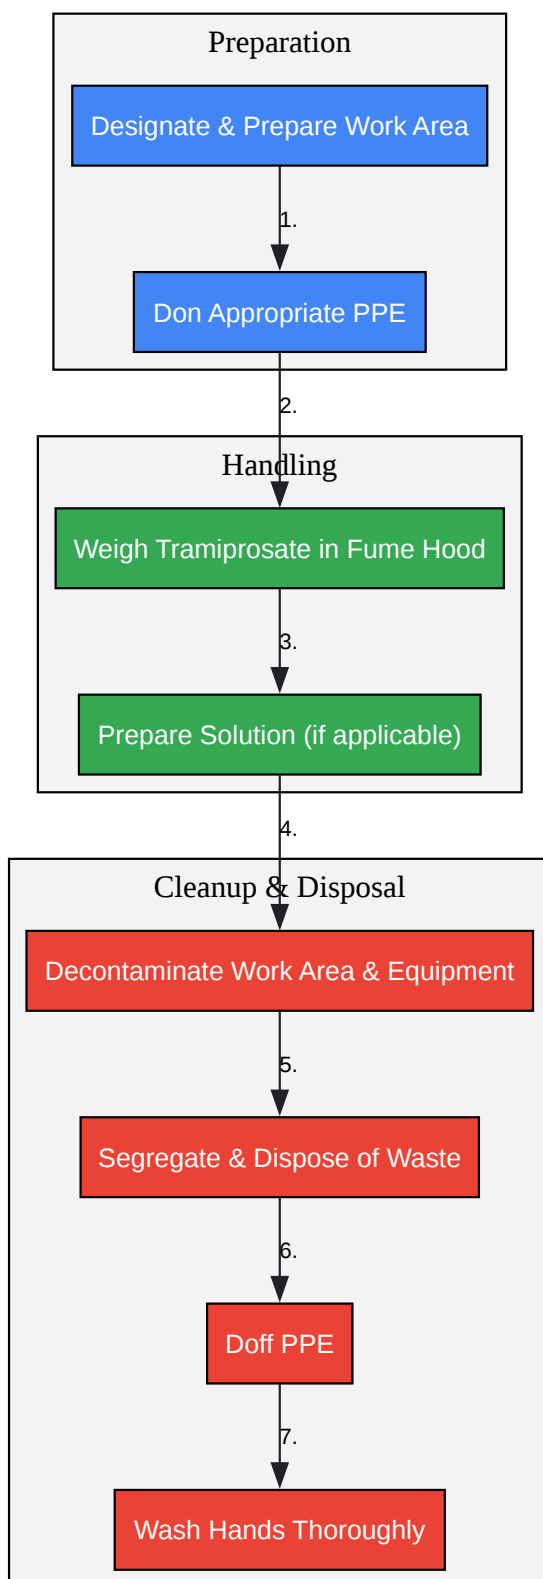 Preparation
Designate & Prepare Work Area
1.
Don Appropriate PPE
2.
Handling
Weigh Tramiprosate in Fume Hood
3.
Prepare Solution (if applicable)
4.
Cleanup & Disposal
Decontaminate Work Area & Equipment
5.
Segregate & Dispose of Waste
6.
Doff PPE
7.
Wash Hands Thoroughly